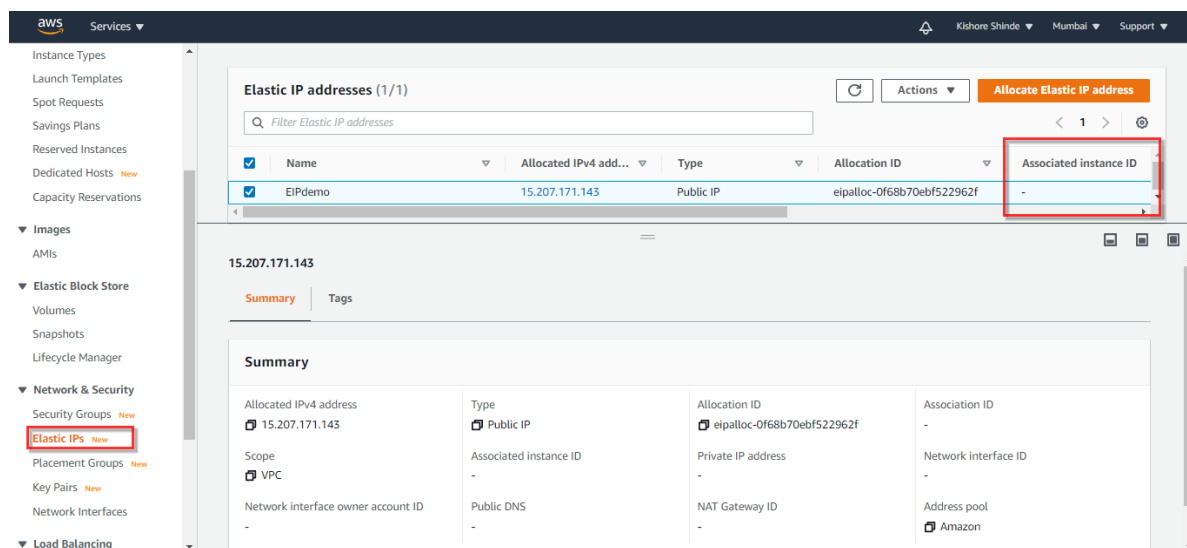 aws Services ▼ Kishore Shinde ▼ Mumbai ▼ Support ▼
Instance Types
Launch Templates
Spot Requests
Savings Plans
Reserved Instances
Dedicated Hosts New
Capacity Reservations
▼ Images
AMIs
▼ Elastic Block Store
Volumes
Snapshots
Lifecycle Manager
▼ Network & Security
Security Groups New
Elastic IPs New
Placement Groups New
Key Pairs New
Network Interfaces
▼ Load Balancing
Elastic IP addresses (1/1) Actions ▼ Allocate Elastic IP address
Filter Elastic IP addresses < 1 >
Name Allocated IPv4 add... Type Allocation ID Associated instance ID
EIPdemo 15.207.171.143 Public IP eipalloc-0f68b70ebf522962f -
15.207.171.143
Summary Tags
Summary
Allocated IPv4 address Type Allocation ID Association ID
15.207.171.143 Public IP eipalloc-0f68b70ebf522962f -
Scope Associated instance ID Private IP address Network interface ID
VPC - - -
Network interface owner account ID Public DNS NAT Gateway ID Address pool
- - - Amazon